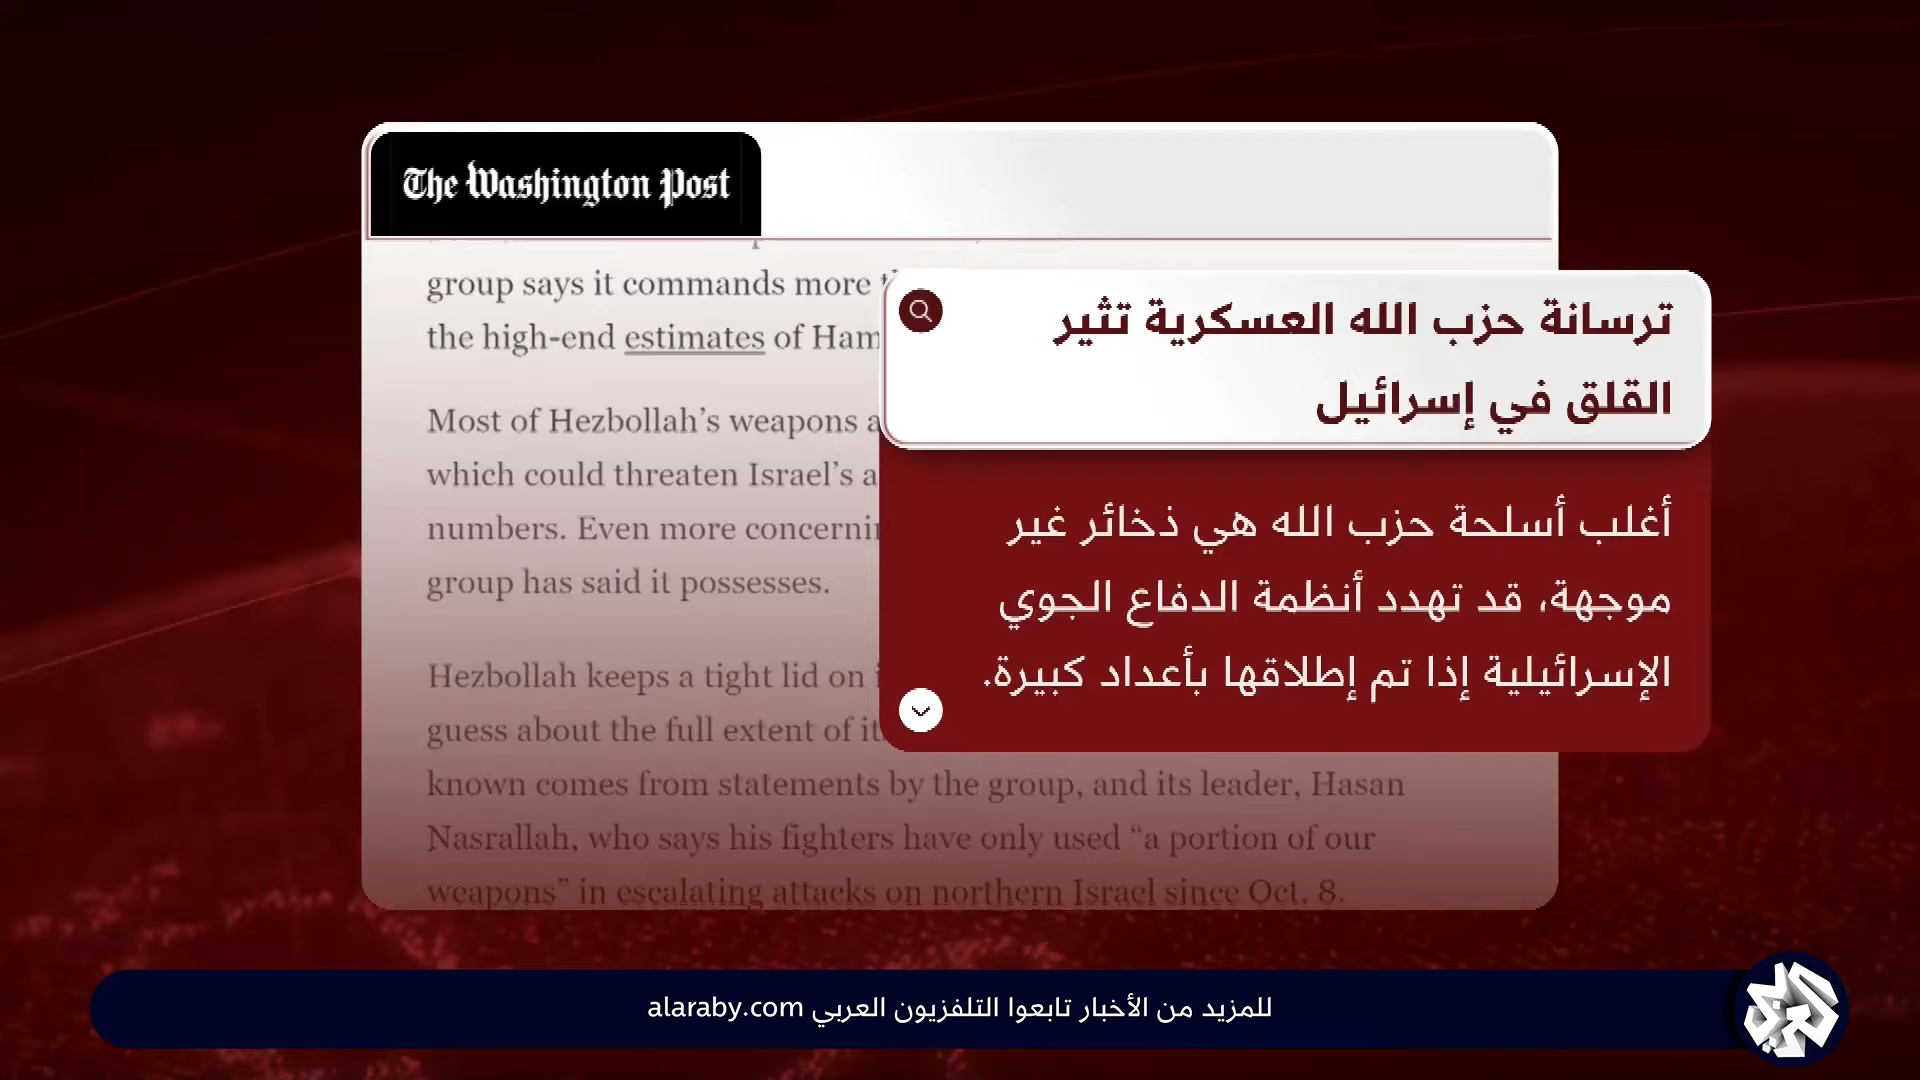 The Washington Post
group says it commands more
the high-end estimates of
Most of Hezbollah's weapons
which could threaten Israel's
numbers. Even more
group has said it possesses.
Hezbollah keeps a tight lid on
guess about the full extent of
known comes from statements by the group, and its leader, Hasan
Nasrallah, who says his fighters have only used “a portion of our
weapons” in escalating attacks on northern Israel since Oct. 8.
ترسانة حزب الله العسكرية تثير
القلق في إسرائيل
أغلب أسلحة حزب الله هي ذخائر غير
موجهة، قد تهدد أنظمة الدفاع الجوي
الإسرائيلية إذا تم إطلاقها بأعداد كبيرة.
للمزيد من الأخبار تابعوا التلفزيون العربي alaraby.com
العربي